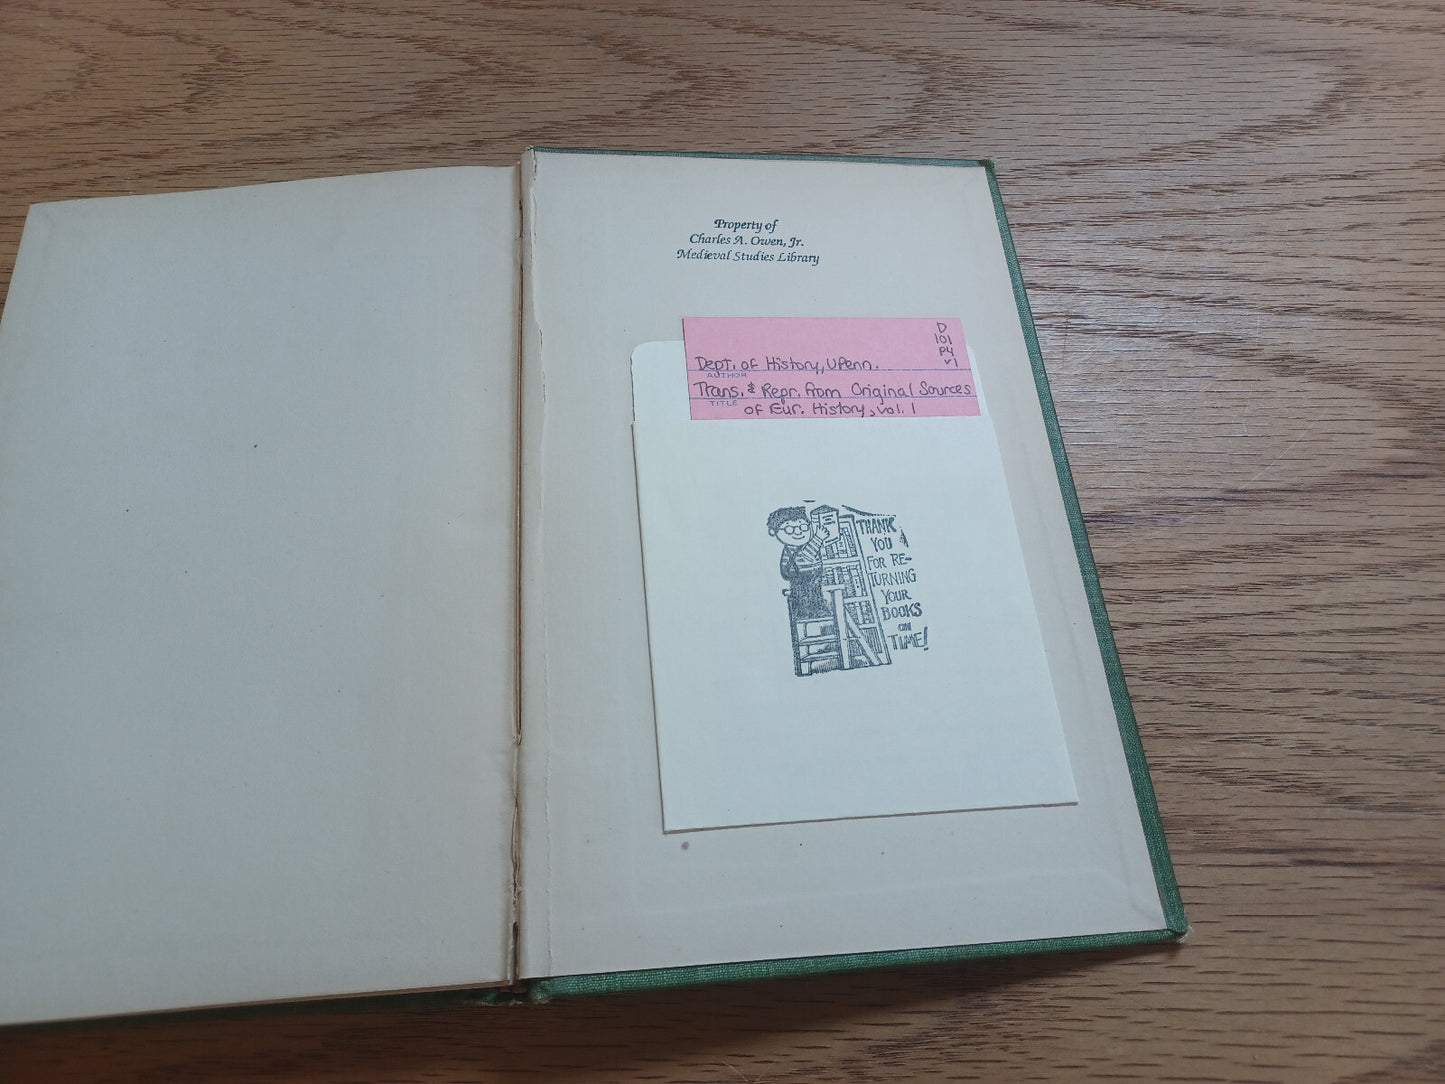 Property of
Charles A. Owen, Jr.
Medieval Studies Library
D
101
P4
v1
Dept. of History, UPenn.
AUTHOR
Trans. & Repr. from Original Sources
TITLE
of Eur. History, vol. 1
THANK
YOU
FOR RE-
TURNING
YOUR
BOOKS
ON
TIME!